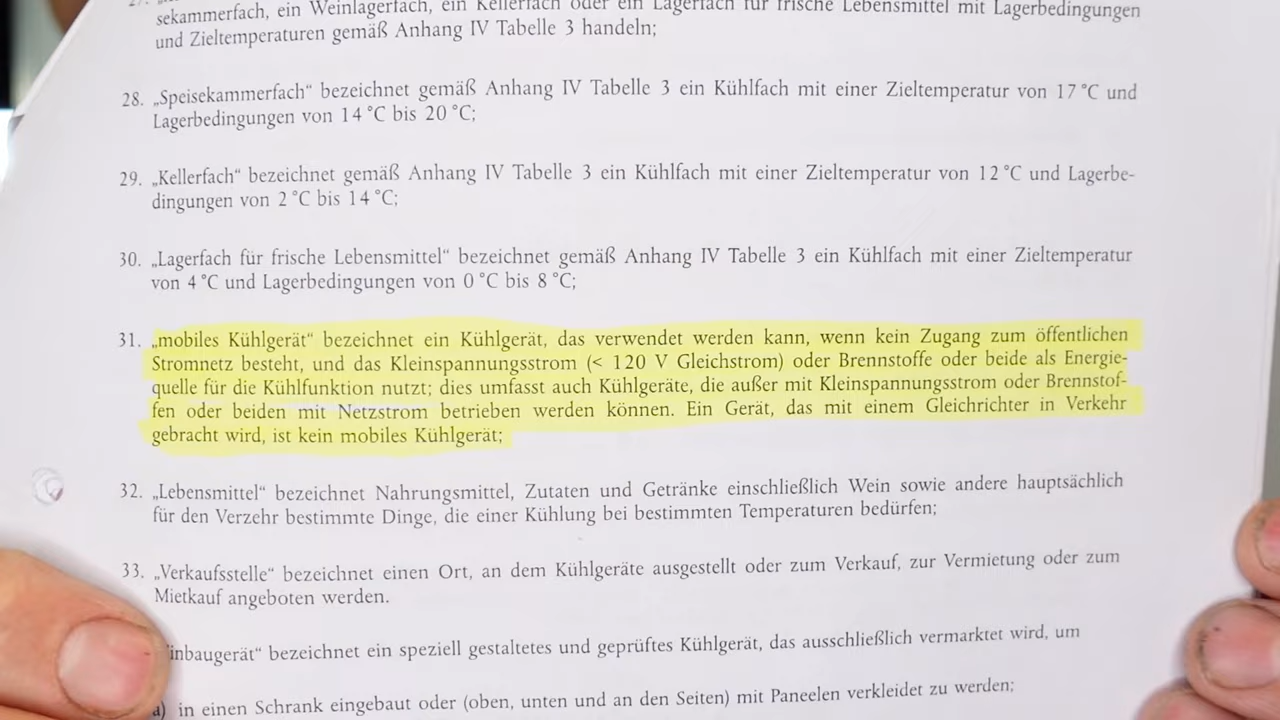 sekammerfach, ein Weinlagerfach, ein Kellerfach oder ein Lagerfach für frische Lebensmittel mit Lagerbedingungen
und Zieltemperaturen gemäß Anhang IV Tabelle 3 handeln;
28. „Speisekammerfach“ bezeichnet gemäß Anhang IV Tabelle 3 ein Kühlfach mit einer Zieltemperatur von 17 °C und
Lagerbedingungen von 14 °C bis 20 °C;
29. „Kellerfach“ bezeichnet gemäß Anhang IV Tabelle 3 ein Kühlfach mit einer Zieltemperatur von 12 °C und Lagerbe-
dingungen von 2 °C bis 14 °C;
30. „Lagerfach für frische Lebensmittel“ bezeichnet gemäß Anhang IV Tabelle 3 ein Kühlfach mit einer Zieltemperatur
von 4 °C und Lagerbedingungen von 0 °C bis 8 °C;
31. „mobiles Kühlgerät“ bezeichnet ein Kühlgerät, das verwendet werden kann, wenn kein Zugang zum öffentlichen
Stromnetz besteht, und das Kleinspannungsstrom (< 120 V Gleichstrom) oder Brennstoffe oder beide als Energie-
quelle für die Kühlfunktion nutzt; dies umfasst auch Kühlgeräte, die außer mit Kleinspannungsstrom oder Brennstof-
fen oder beiden mit Netzstrom betrieben werden können. Ein Gerät, das mit einem Gleichrichter in Verkehr
gebracht wird, ist kein mobiles Kühlgerät;
32. „Lebensmittel“ bezeichnet Nahrungsmittel, Zutaten und Getränke einschließlich Wein sowie andere hauptsächlich
für den Verzehr bestimmte Dinge, die einer Kühlung bei bestimmten Temperaturen bedürfen;
33. „Verkaufsstelle“ bezeichnet einen Ort, an dem Kühlgeräte ausgestellt oder zum Verkauf, zur Vermietung oder zum
Mietkauf angeboten werden.
inbaugerät“ bezeichnet ein speziell gestaltetes und geprüftes Kühlgerät, das ausschließlich vermarktet wird, um
a) in einen Schrank eingebaut oder (oben, unten und an den Seiten) mit Paneelen verkleidet zu werden;